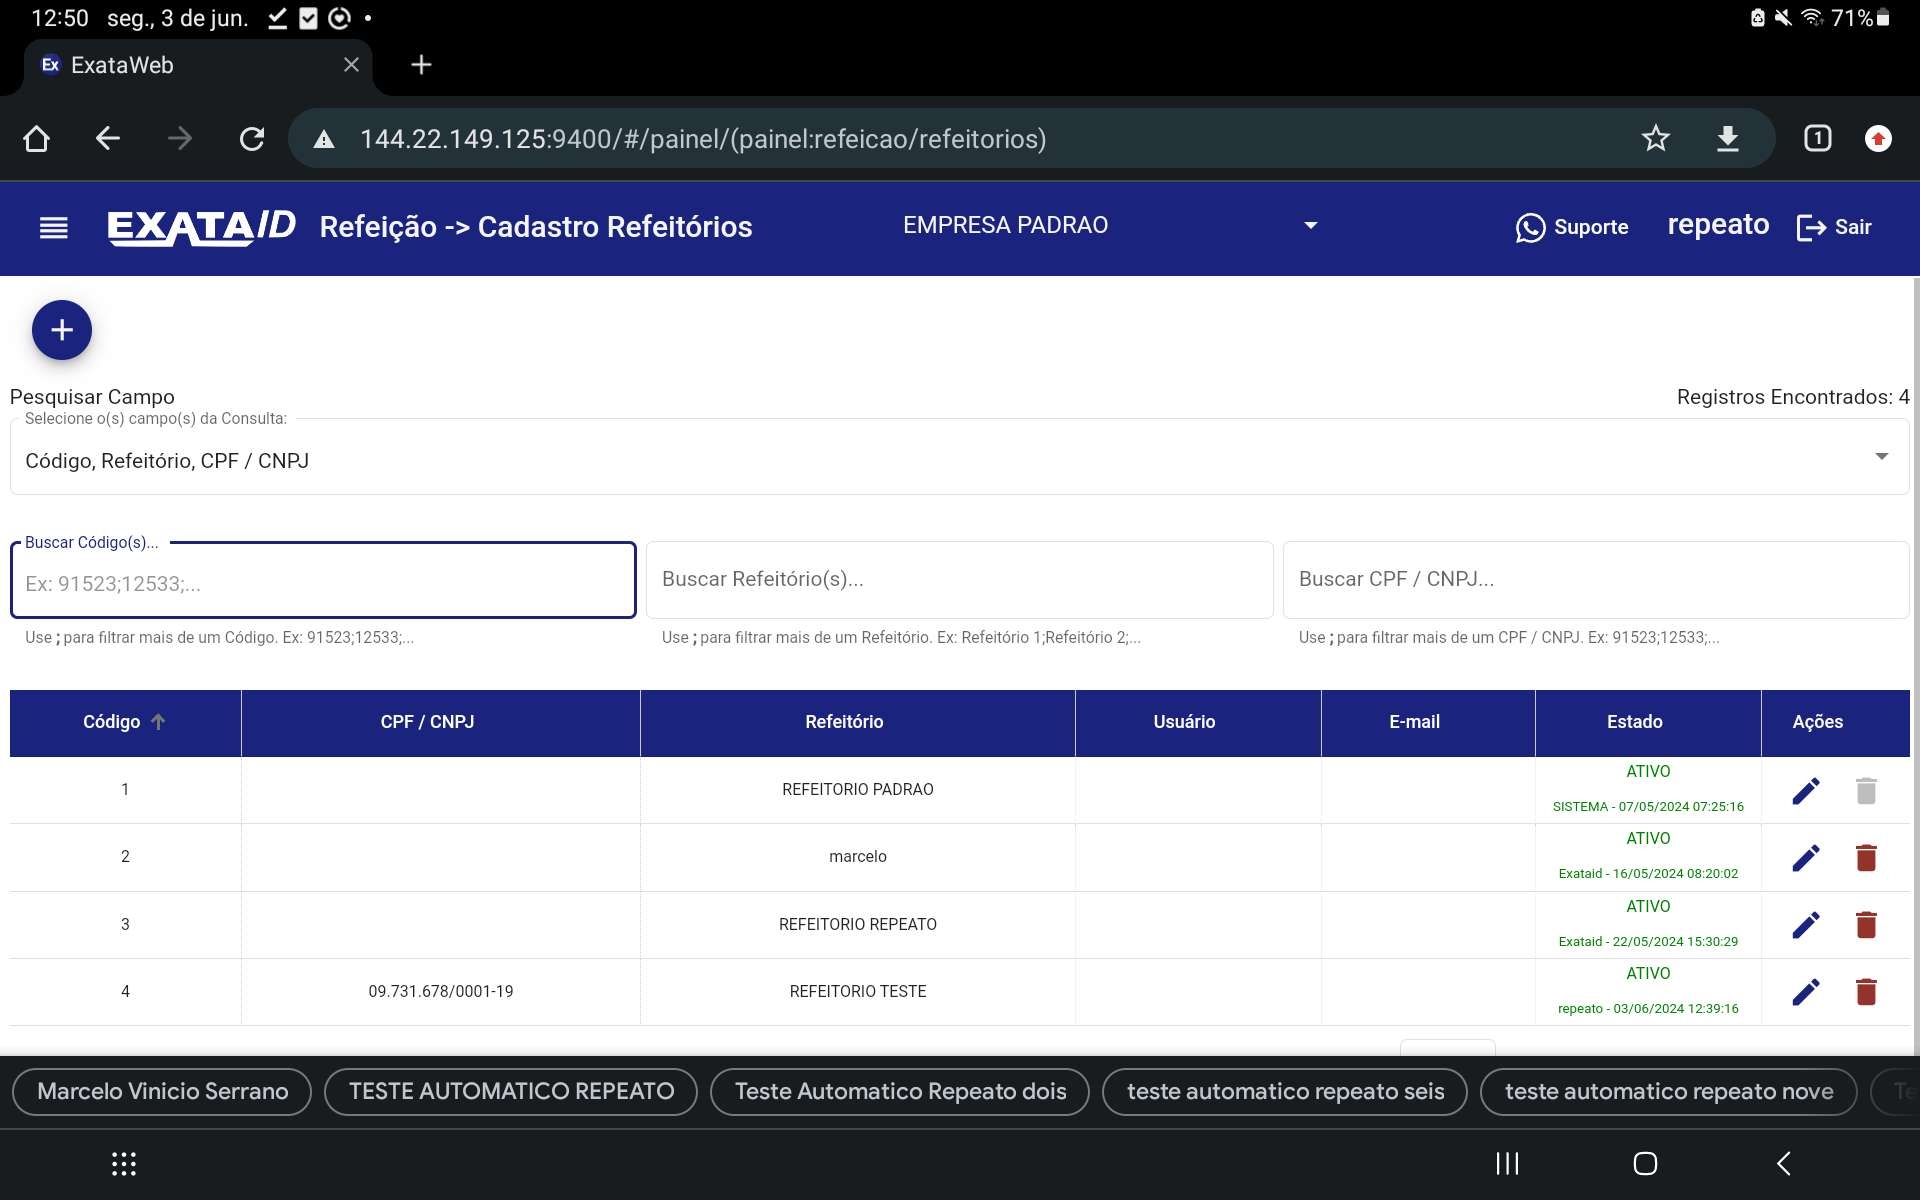 12:50 seg., 3 de jun. 71%
Ex ExataWeb
144.22.149.125:9400/#/painel/(painel:refeicao/refeitorios) 1
EXATAID Refeição -> Cadastro Refeitórios EMPRESA PADRAO Suporte repeato Sair
Pesquisar Campo Registros Encontrados: 4
Selecione o(s) campo(s) da Consulta:
Código, Refeitório, CPF / CNPJ
Buscar Código(s)...
Ex: 91523;12533;... Buscar Refeitório(s)... Buscar CPF / CNPJ...
Use ; para filtrar mais de um Código. Ex: 91523;12533;... Use ; para filtrar mais de um Refeitório. Ex: Refeitório 1;Refeitório 2;... Use ; para filtrar mais de um CPF / CNPJ. Ex: 91523;12533;...
Código CPF / CNPJ Refeitório Usuário E-mail Estado Ações
1 REFEITORIO PADRAO ATIVO
SISTEMA - 07/05/2024 07:25:16
2 marcelo ATIVO
Exataid - 16/05/2024 08:20:02
3 REFEITORIO REPEATO ATIVO
Exataid - 22/05/2024 15:30:29
4 09.731.678/0001-19 REFEITORIO TESTE ATIVO
repeato - 03/06/2024 12:39:16
Marcelo Vinicio Serrano TESTE AUTOMATICO REPEATO Teste Automatico Repeato dois teste automatico repeato seis teste automatico repeato nove Te